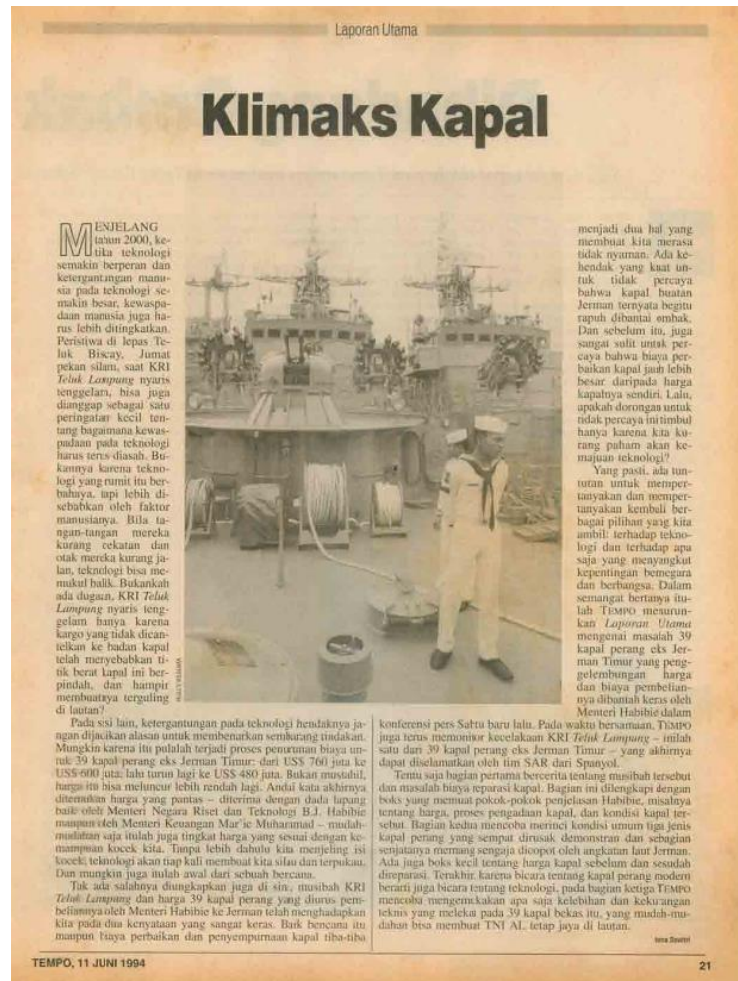 Laporan Utama
Klimaks Kapal
MENJELANG
tahun 2000, ke-
tika teknologi
semakin berperan dan
ketergantungan manu-
sia pada teknologi se-
makin besar, kewaspa-
daan manusia juga ha-
rus lebih ditingkatkan.
Peristiwa di lepas Te-
luk Biscay, Jumat
pekan silam, saat KRI
Teluk Lampung nyaris
tenggelam, bisa juga
dianggap sebagai satu
peringatan kecil ten-
tang bagaimana kewas-
padaan pada teknologi
harus terus diasah. Bu-
kannya karena tekno-
logi yang rumit itu ber-
bahaya, tapi lebih di-
sebabkan oleh faktor
manusianya. Bila ta-
ngan-tangan mereka
kurang cekatan dan
otak mereka kurang ja-
lan, teknologi bisa me-
mukul balik. Bukankah
ada dugaan, KRI Teluk
Lampung nyaris teng-
gelam hanya karena
kargo yang tidak dican-
telkan ke badan kapal
telah menyebabkan ti-
tik berat kapal ini ber-
pindah, dan hampir
membuatnya terguling
di lautan?
Pada sisi lain, ketergantungan pada teknologi hendaknya ja-
ngan dijadikan alasan untuk membenarkan sembarang tindakan.
Mungkin karena itu pulalah terjadi proses penurunan biaya un-
tuk 39 kapal perang eks Jerman Timur: dari US$ 760 juta ke
US$ 600 juta; lalu turun lagi ke US$ 480 juta. Bukan mustahil,
harga itu bisa meluncur lebih rendah lagi. Andai kata akhirnya
ditemukan harga yang pantas – diterima dengan dada lapang
baik oleh Menteri Negara Riset dan Teknologi B.J. Habibie
maupun oleh Menteri Keuangan Mar'ie Muhammad – mudah-
mudahan saja itulah juga tingkat harga yang sesuai dengan ke-
mampuan kocek kita. Tanpa lebih dahulu kita menjeling isi
kocek, teknologi akan tiap kali membuat kita silau dan terpukau.
Dan mungkin juga itulah awal dari sebuah bencana.
Tak ada salahnya diungkapkan juga di sini, musibah KRI
Teluk Lampung dan harga 39 kapal perang yang diurus pem-
beliannya oleh Menteri Habibie ke Jerman telah menghadapkan
kita pada dua kenyataan yang sangat keras. Baik bencana itu
maupun biaya perbaikan dan penyempurnaan kapal tiba-tiba
menjadi dua hal yang
membuat kita merasa
tidak nyaman. Ada ke-
hendak yang kuat un-
tuk tidak percaya
bahwa kapal buatan
Jerman ternyata begitu
rapuh dibantai ombak.
Dan sebelum itu, juga
sangat sulit untuk per-
caya bahwa biaya per-
baikan kapal jauh lebih
besar daripada harga
kapalnya sendiri. Lalu,
apakah dorongan untuk
tidak percaya ini timbul
hanya karena kita ku-
rang paham akan ke-
majuan teknologi?
Yang pasti, ada tun-
tutan untuk memper-
tanyakan dan memper-
tanyakan kembali ber-
bagai pilihan yang kita
ambil: terhadap tekno-
logi dan terhadap apa
saja yang menyangkut
kepentingan bernegara
dan berbangsa. Dalam
semangat bertanya itu-
lah TEMPO menurun-
kan Laporan Utama
mengenai masalah 39
kapal perang eks Jer-
man Timur yang peng-
gelembungan harga
dan biaya pembelian-
nya dibantah keras oleh
Menteri Habibie dalam
konferensi pers Sabtu baru lalu. Pada waktu bersamaan, TEMPO
juga terus memonitor kecelakaan KRI Teluk Lampung – inilah
satu dari 39 kapal perang eks Jerman Timur – yang akhirnya
dapat diselamatkan oleh tim SAR dari Spanyol.
Tentu saja bagian pertama bercerita tentang musibah tersebut
dan masalah biaya reparasi kapal. Bagian ini dilengkapi dengan
boks yang memuat pokok-pokok penjelasan Habibie, misalnya
tentang harga, proses pengadaan kapal, dan kondisi kapal ter-
sebut. Bagian kedua mencoba merinci kondisi umum tiga jenis
kapal perang yang sempat dirusak demonstran dan sebagian
senjatanya memang sengaja dicopot oleh angkatan laut Jerman.
Ada juga boks kecil tentang harga kapal sebelum dan sesudah
direparasi. Terakhir, karena bicara tentang kapal perang modern
berarti juga bicara tentang teknologi, pada bagian ketiga TEMPO
mencoba mengemukakan apa saja kelebihan dan kekurangan
teknis yang melekat pada 39 kapal bekas itu, yang mudah-mu-
dahan bisa membuat TNI AL tetap jaya di lautan.
TEMPO, 11 JUNI 1994
21